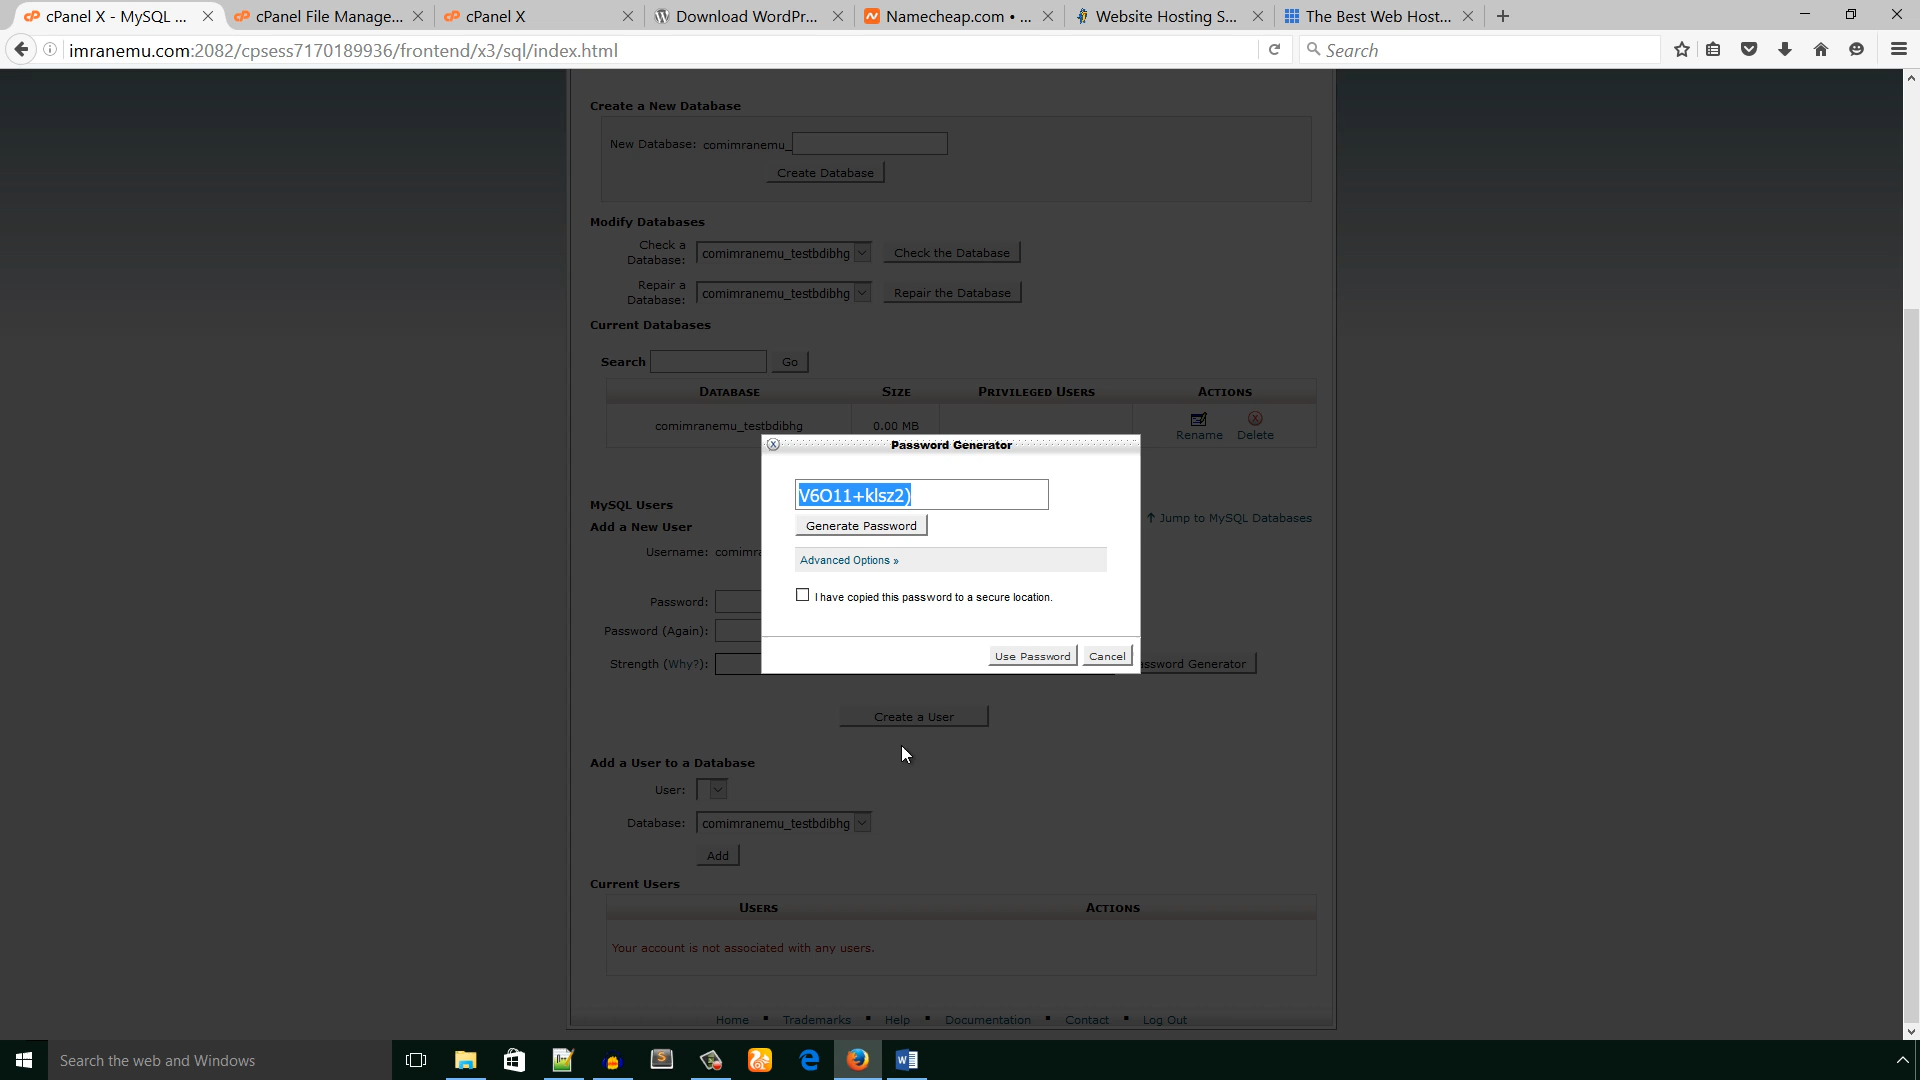 cPanel X - MySQL ...
cPanel File Manage...
cPanel X
Download WordPr...
Namecheap.com • ...
Website Hosting S...
The Best Web Host...
imranemu.com:2082/cpsess7170189936/frontend/x3/sql/index.html
Search
Create a New Database
New Database: comimranemu_
Create Database
Modify Databases
Check a
Database: comimranemu_testbdibhg Check the Database
Repair a
Database: comimranemu_testbdibhg Repair the Database
Current Databases
Search Go
DATABASE SIZE PRIVILEGED USERS ACTIONS
comimranemu_testbdibhg 0.00 MB
Rename Delete
Password Generator
V6O11+klsz2)
Generate Password
Advanced Options »
I have copied this password to a secure location.
Use Password Cancel
MySQL Users
Add a New User
↑ Jump to MySQL Databases
Username: comimra
Password:
Password (Again):
Strength (Why?):
assword Generator
Create a User
Add a User to a Database
User:
Database: comimranemu_testbdibhg
Add
Current Users
USERS ACTIONS
Your account is not associated with any users.
Home ▪ Trademarks ▪ Help ▪ Documentation ▪ Contact ▪ Log Out
Search the web and Windows